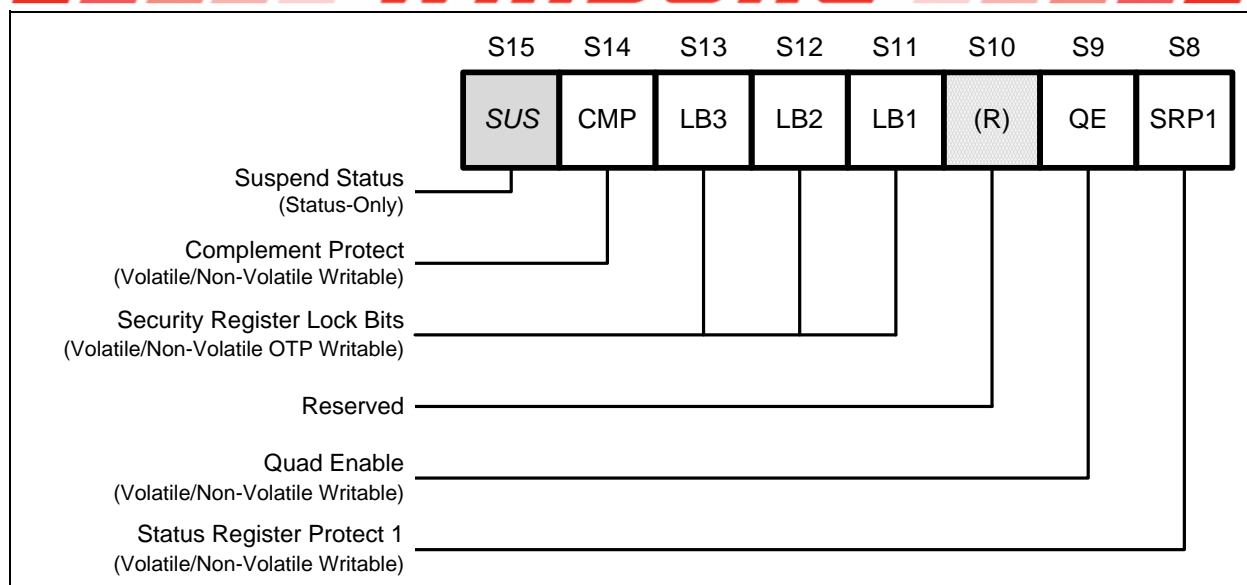 S15 S14 S13 S12 S11 S10 S9 S8
SUS CMP LB3 LB2 LB1 (R) QE SRP1
Suspend Status
(Status-Only)
Complement Protect
(Volatile/Non-Volatile Writable)
Security Register Lock Bits
(Volatile/Non-Volatile OTP Writable)
Reserved
Quad Enable
(Volatile/Non-Volatile Writable)
Status Register Protect 1
(Volatile/Non-Volatile Writable)